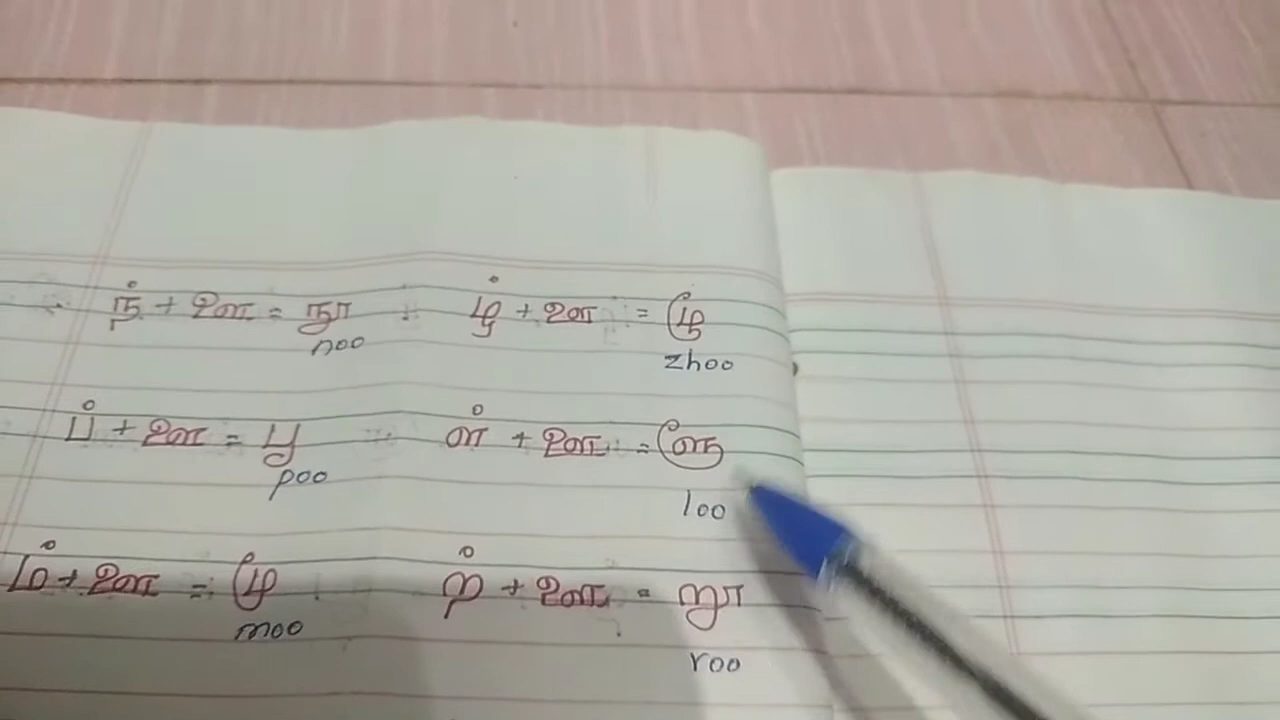 ந் + ஊ = நூ ழ் + ஊ = ழூ
noo zhoo
ப் + ஊ = பூ ள் + ஊ = ளூ
poo loo
ம் + ஊ = மூ ற் + ஊ = றூ
moo roo